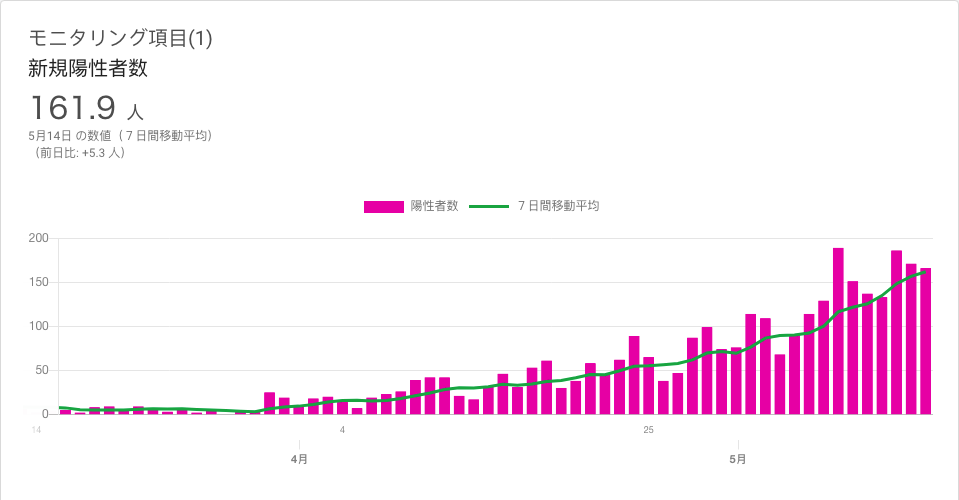 モニタリング項目(1)
新規陽性者数
161.9 人
5月14日 の数値（７日間移動平均）
（前日比: +5.3 人）
陽性者数 ７日間移動平均
200
150
100
50
0
14 4 25
4月 5月